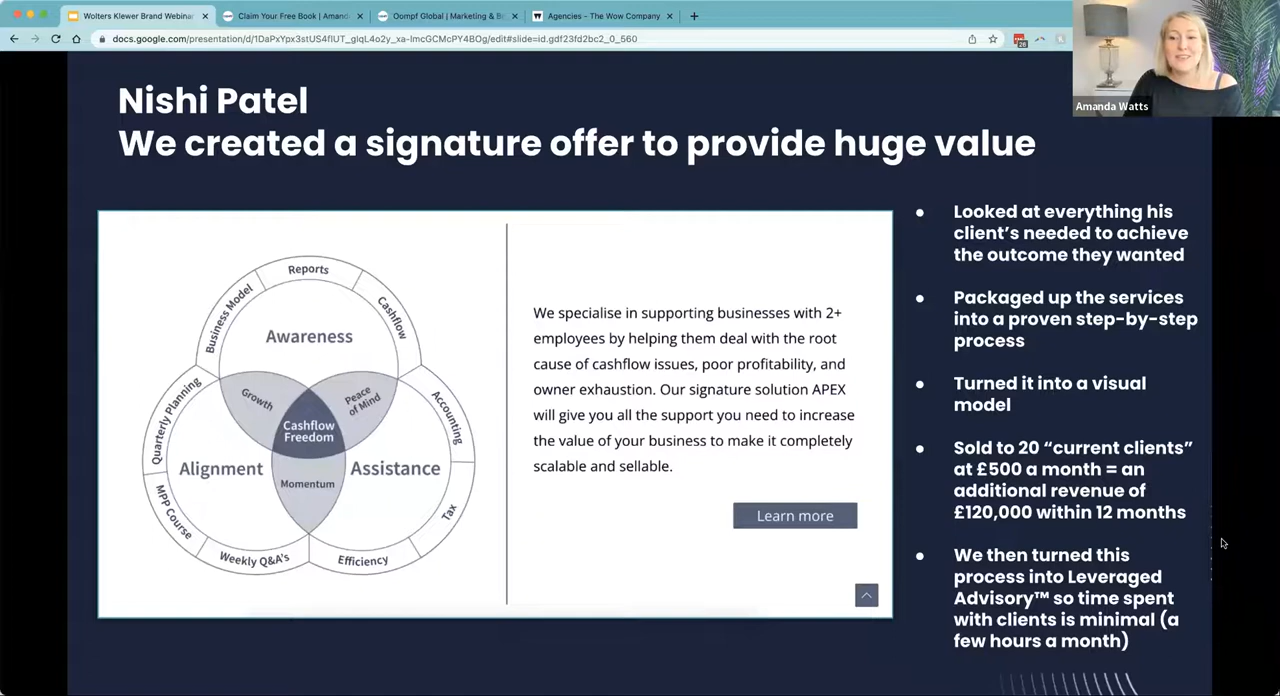 Wolters Klewer Brand Webinar
Claim Your Free Book | Amand
Oompf Global | Marketing & B
Agencies – The Wow Company
docs.google.com/presentation/d/1DaPxYpx3stUS4fIUT_glqL4o2y_xa-lmcGCMcPY4BOg/edit#slide=id.gdf23fd2bc2_0_560
Amanda Watts
Nishi Patel
We created a signature offer to provide huge value
Reports
Business Model
Cashflow
Awareness
Growth
Peace
of Mind
Cashflow
Freedom
Quarterly Planning
Accounting
Alignment
Assistance
Momentum
MPP Course
Tax
Weekly Q&A's
Efficiency
We specialise in supporting businesses with 2+
employees by helping them deal with the root
cause of cashflow issues, poor profitability, and
owner exhaustion. Our signature solution APEX
will give you all the support you need to increase
the value of your business to make it completely
scalable and sellable.
Learn more
● Looked at everything his
client's needed to achieve
the outcome they wanted
● Packaged up the services
into a proven step-by-step
process
● Turned it into a visual
model
● Sold to 20 “current clients”
at £500 a month = an
additional revenue of
£120,000 within 12 months
● We then turned this
process into Leveraged
Advisory™ so time spent
with clients is minimal (a
few hours a month)